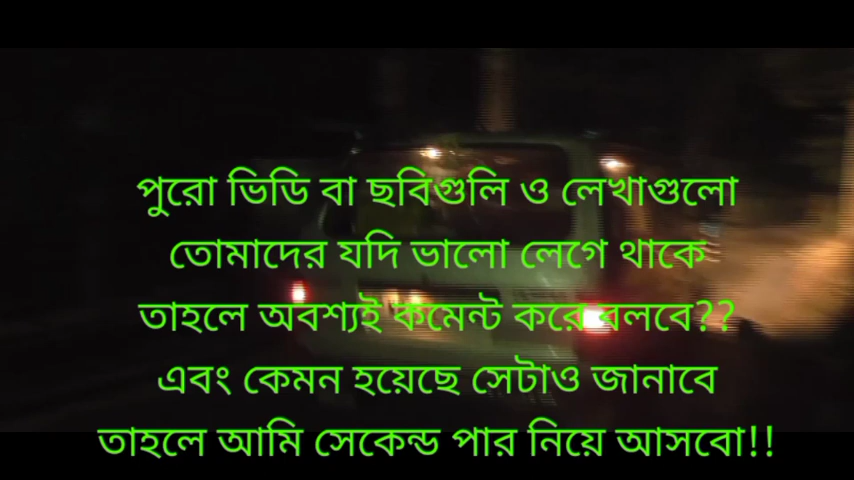 পুরো ভিডি বা ছবিগুলি ও লেখাগুলো
তোমাদের যদি ভালো লেগে থাকে
তাহলে অবশ্যই কমেন্ট করে বলবে??
এবং কেমন হয়েছে সেটাও জানাবে
তাহলে আমি সেকেন্ড পার নিয়ে আসবো!!